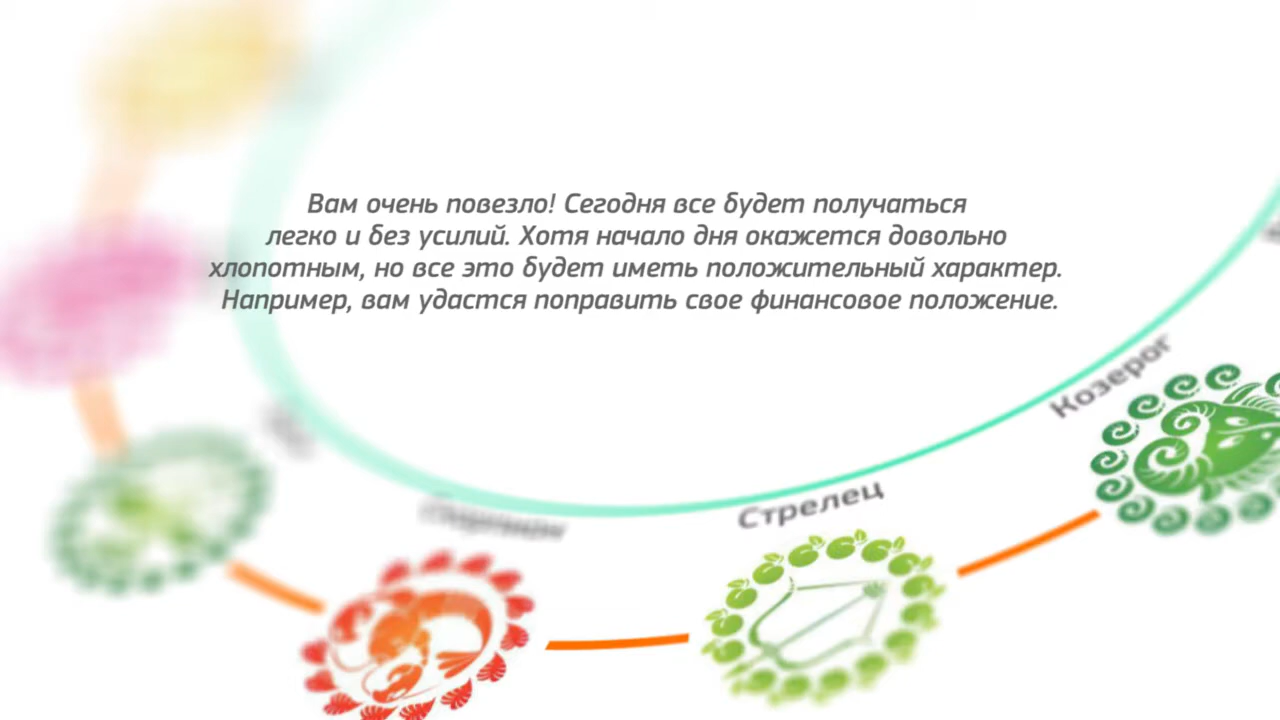 Вам очень повезло! Сегодня все будет получаться
легко и без усилий. Хотя начало дня окажется довольно
хлопотным, но все это будет иметь положительный характер.
Например, вам удастся поправить свое финансовое положение.
Козерог
Стрелец